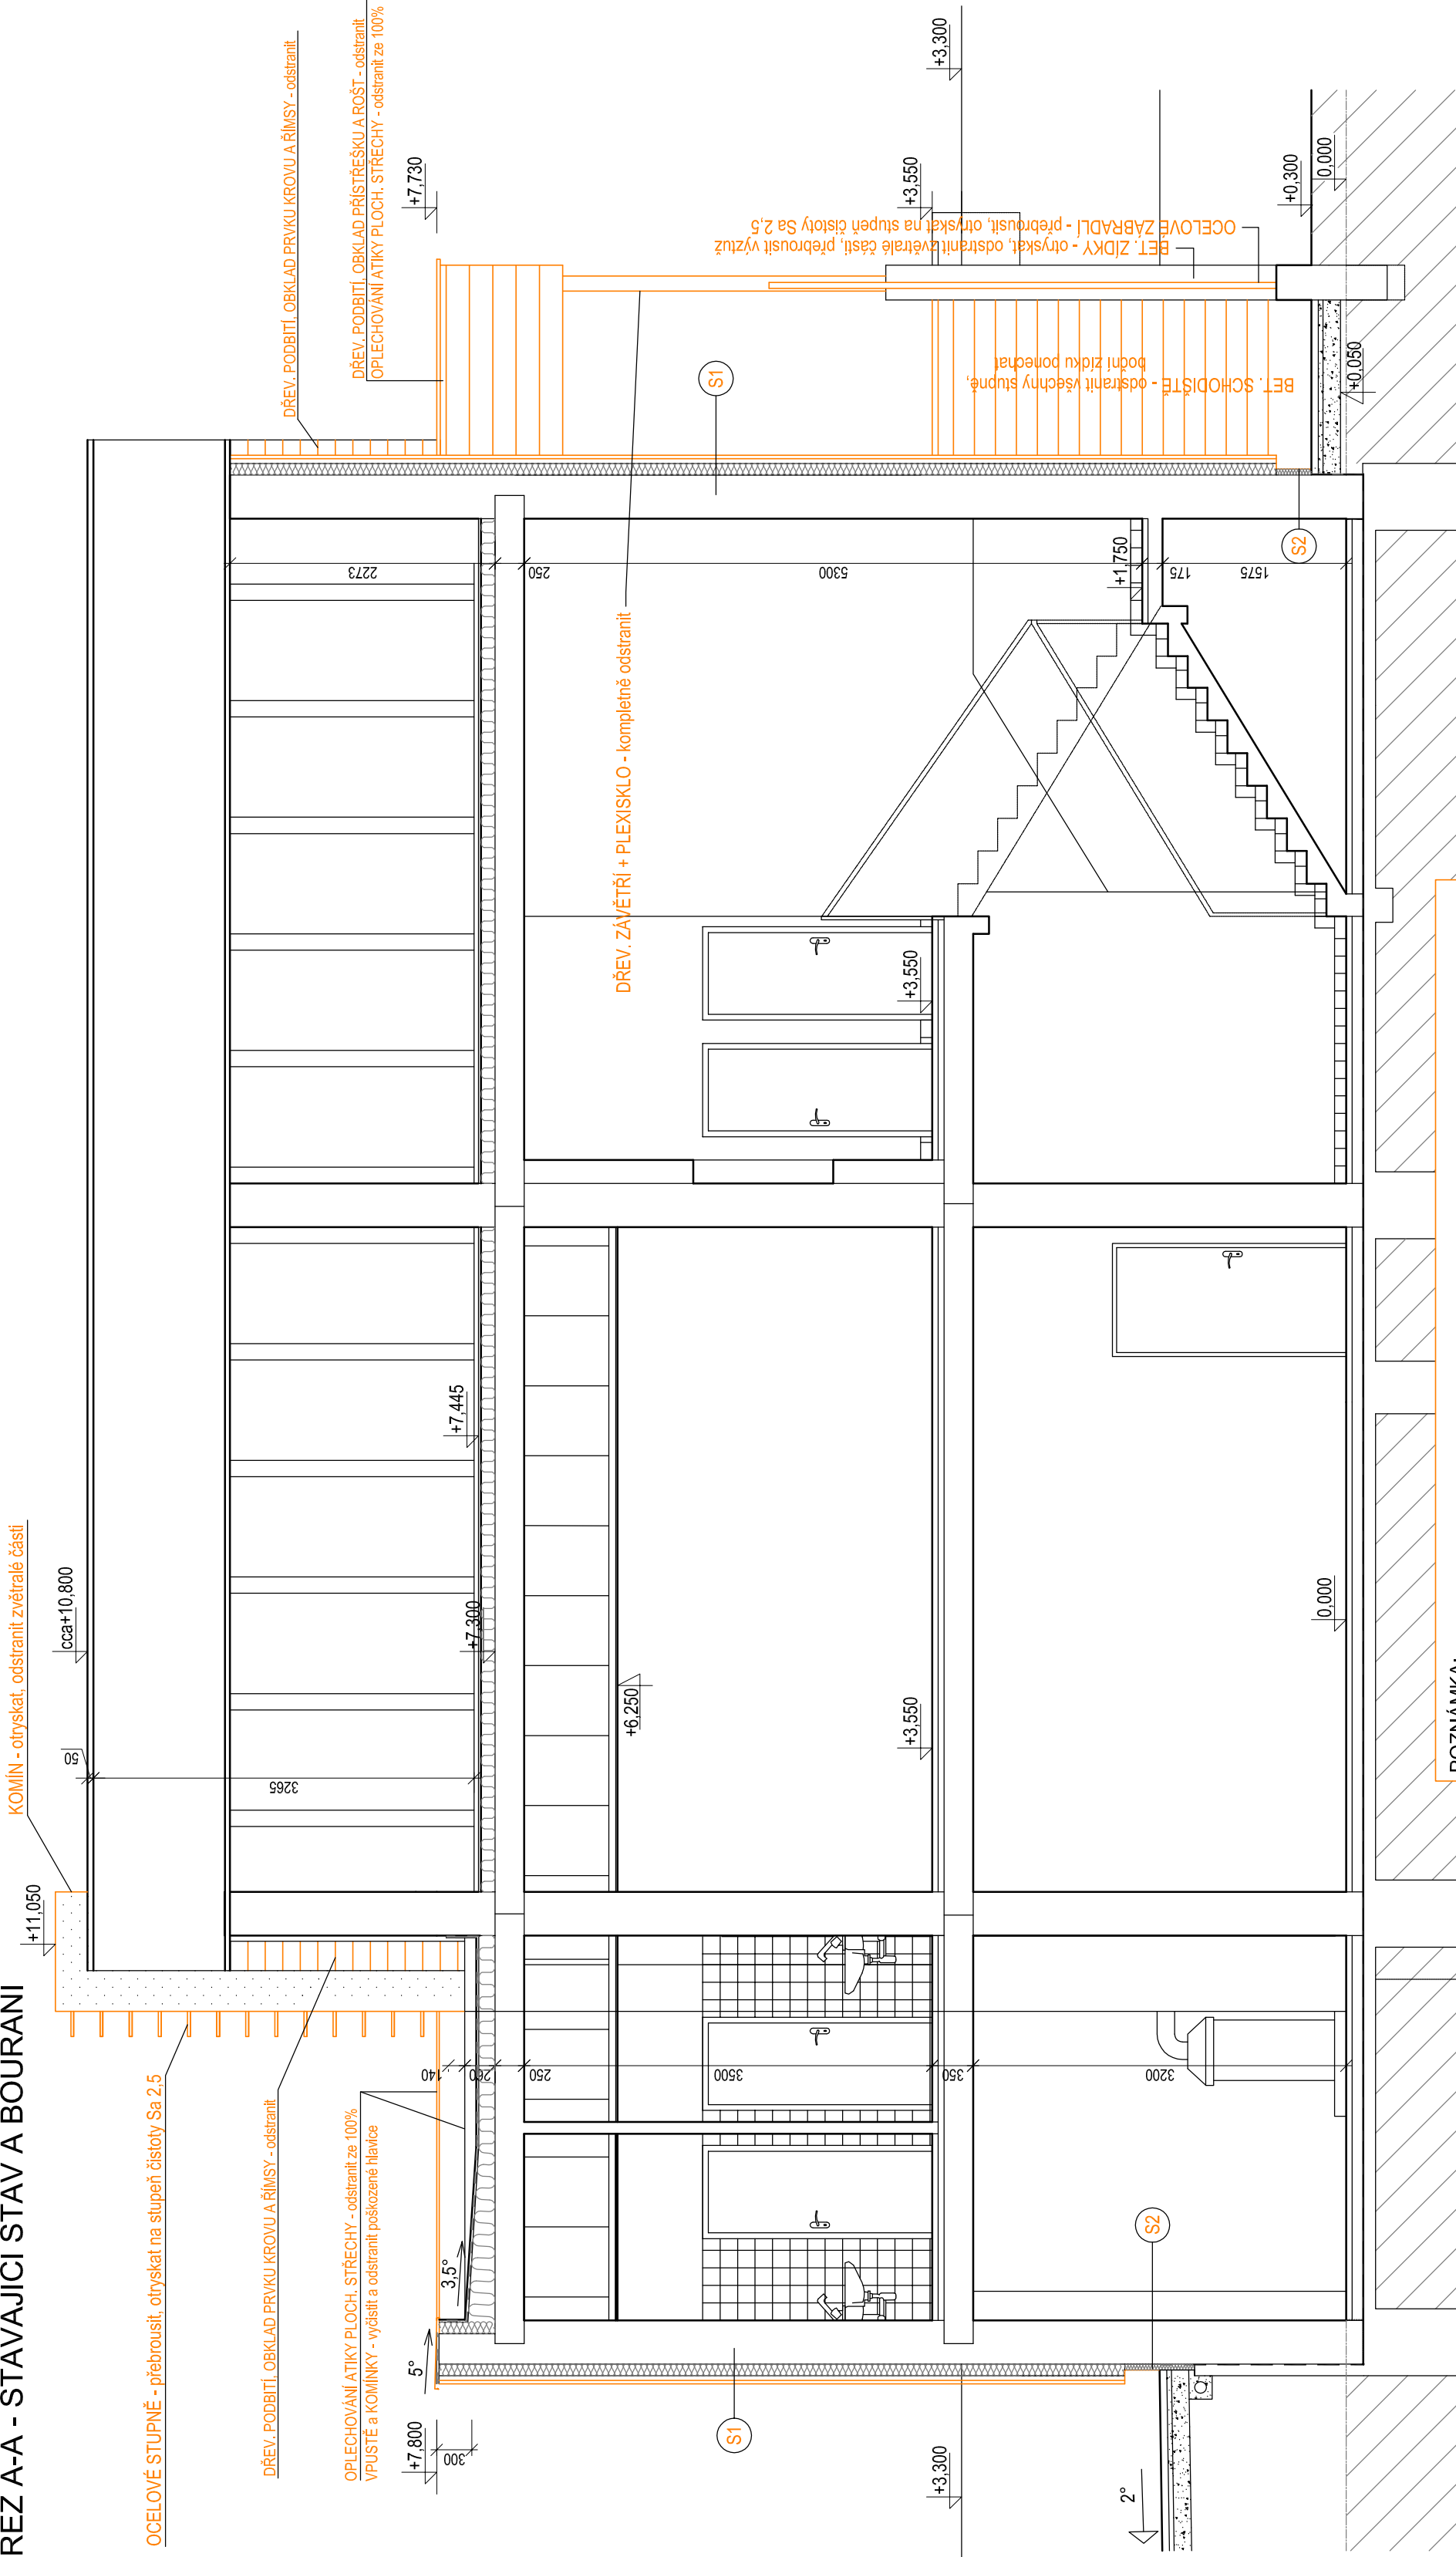 REZ A-A - STAVAJICI STAV A BOURANI
KOMÍN - otryskat, odstranit zvětralé části
+11,050
cca+10,800
50
3265
OCELOVÉ STUPNĚ - přebrousit, otryskat na stupeň čistoty Sa 2,5
DŘEV. PODBITÍ, OBKLAD PRVKU KROVU A ŘÍMSY - odstranit
OPLECHOVÁNÍ ATIKY PLOCH. STŘECHY - odstranit ze 100%
VPUSTĚ a KOMÍNKY - vyčistit a odstranit poškozené hlavice
+7,800
300
5°
3,5°
140
260
250
3500
350
3200
+7,445
+7,300
+6,250
+3,550
0,000
S1
S2
+3,300
2°
DŘEV. PODBITÍ, OBKLAD PRVKU KROVU A ŘÍMSY - odstranit
DŘEV. PODBITÍ, OBKLAD PŘÍSTŘEŠKU A ROŠT - odstranit
OPLECHOVÁNÍ ATIKY PLOCH. STŘECHY - odstranit ze 100%
+7,730
2273
250
5300
175
1575
DŘEV. ZÁVĚTŘÍ + PLEXISKLO - kompletně odstranit
+3,550
+1,750
S1
S2
+3,300
+3,550
OCELOVÉ ZÁBRADLÍ - přebrousit, otryskat na stupeň čistoty Sa 2,5
BET. ZÍDKY - otryskat, odstranit zvětralé části, přebrousit výztuž
BET. SCHODIŠTĚ - odstranit všechny stupně,
boční zídku ponechat
+0,300
0,000
+0,050
POZNÁMKA: